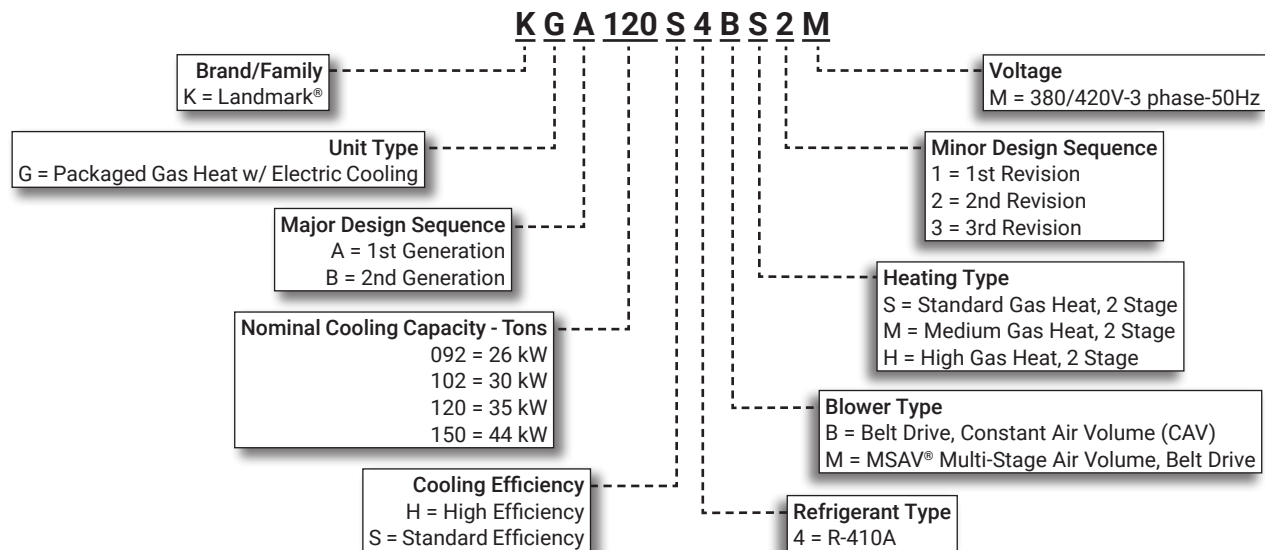 K G A 120 S 4 B S 2 M
Brand/Family
K = Landmark®
Voltage
M = 380/420V-3 phase-50Hz
Unit Type
G = Packaged Gas Heat w/ Electric Cooling
Minor Design Sequence
1 = 1st Revision
2 = 2nd Revision
3 = 3rd Revision
Major Design Sequence
A = 1st Generation
B = 2nd Generation
Heating Type
S = Standard Gas Heat, 2 Stage
M = Medium Gas Heat, 2 Stage
H = High Gas Heat, 2 Stage
Nominal Cooling Capacity - Tons
092 = 26 kW
102 = 30 kW
120 = 35 kW
150 = 44 kW
Blower Type
B = Belt Drive, Constant Air Volume (CAV)
M = MSAV® Multi-Stage Air Volume, Belt Drive
Cooling Efficiency
H = High Efficiency
S = Standard Efficiency
Refrigerant Type
4 = R-410A